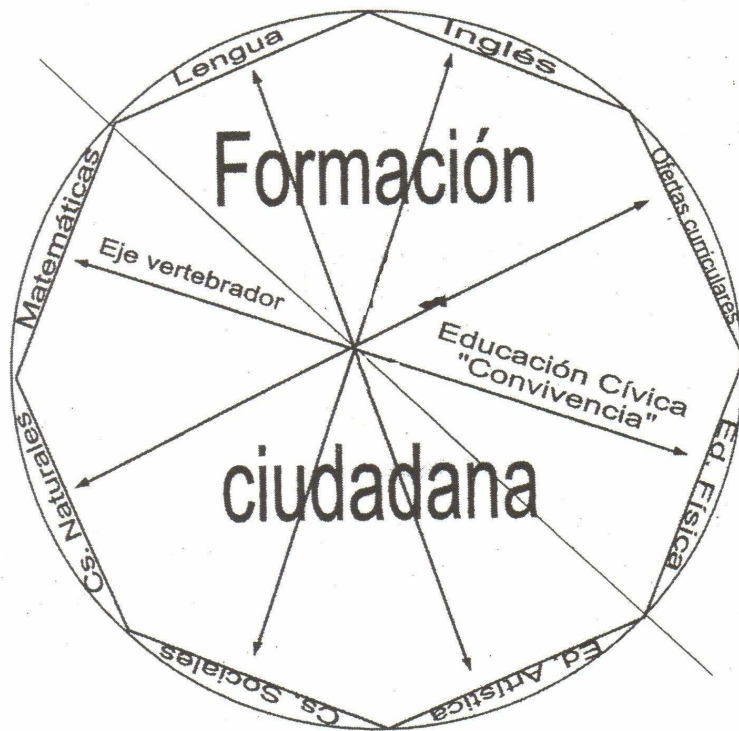 Lengua
Inglés
Matemáticas
Formación
Ofertas curriculares
Eje vertebrador
Educación Cívica
"Convivencia"
Cs. Naturales
ciudadana
Ed. Física
Cs. Sociales
Ed. Artística